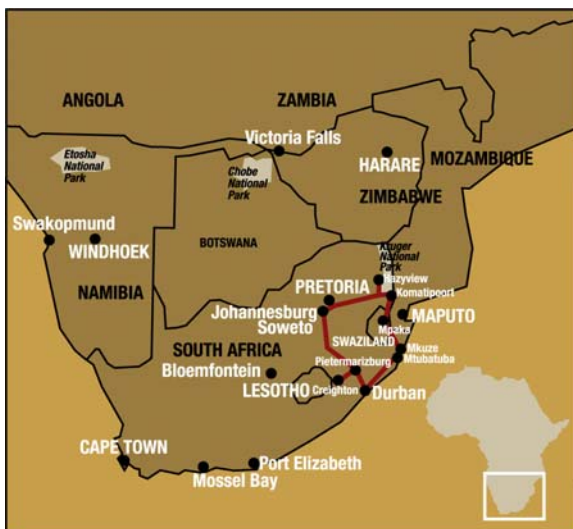 ANGOLA
ZAMBIA
Victoria Falls
HARARE
MOZAMBIQUE
Etosha
National
Park
Chobe
National
Park
ZIMBABWE
Swakopmund
WINDHOEK
BOTSWANA
Kruger
National
Park
NAMIBIA
PRETORIA
Hazyview
Komatipoort
Johannesburg
Soweto
MAPUTO
Mpaka
SWAZILAND
SOUTH AFRICA
Mkuze
Mtubatuba
Pietermarizburg
Bloemfontein
LESOTHO
Creighton
Durban
CAPE TOWN
Port Elizabeth
Mossel Bay